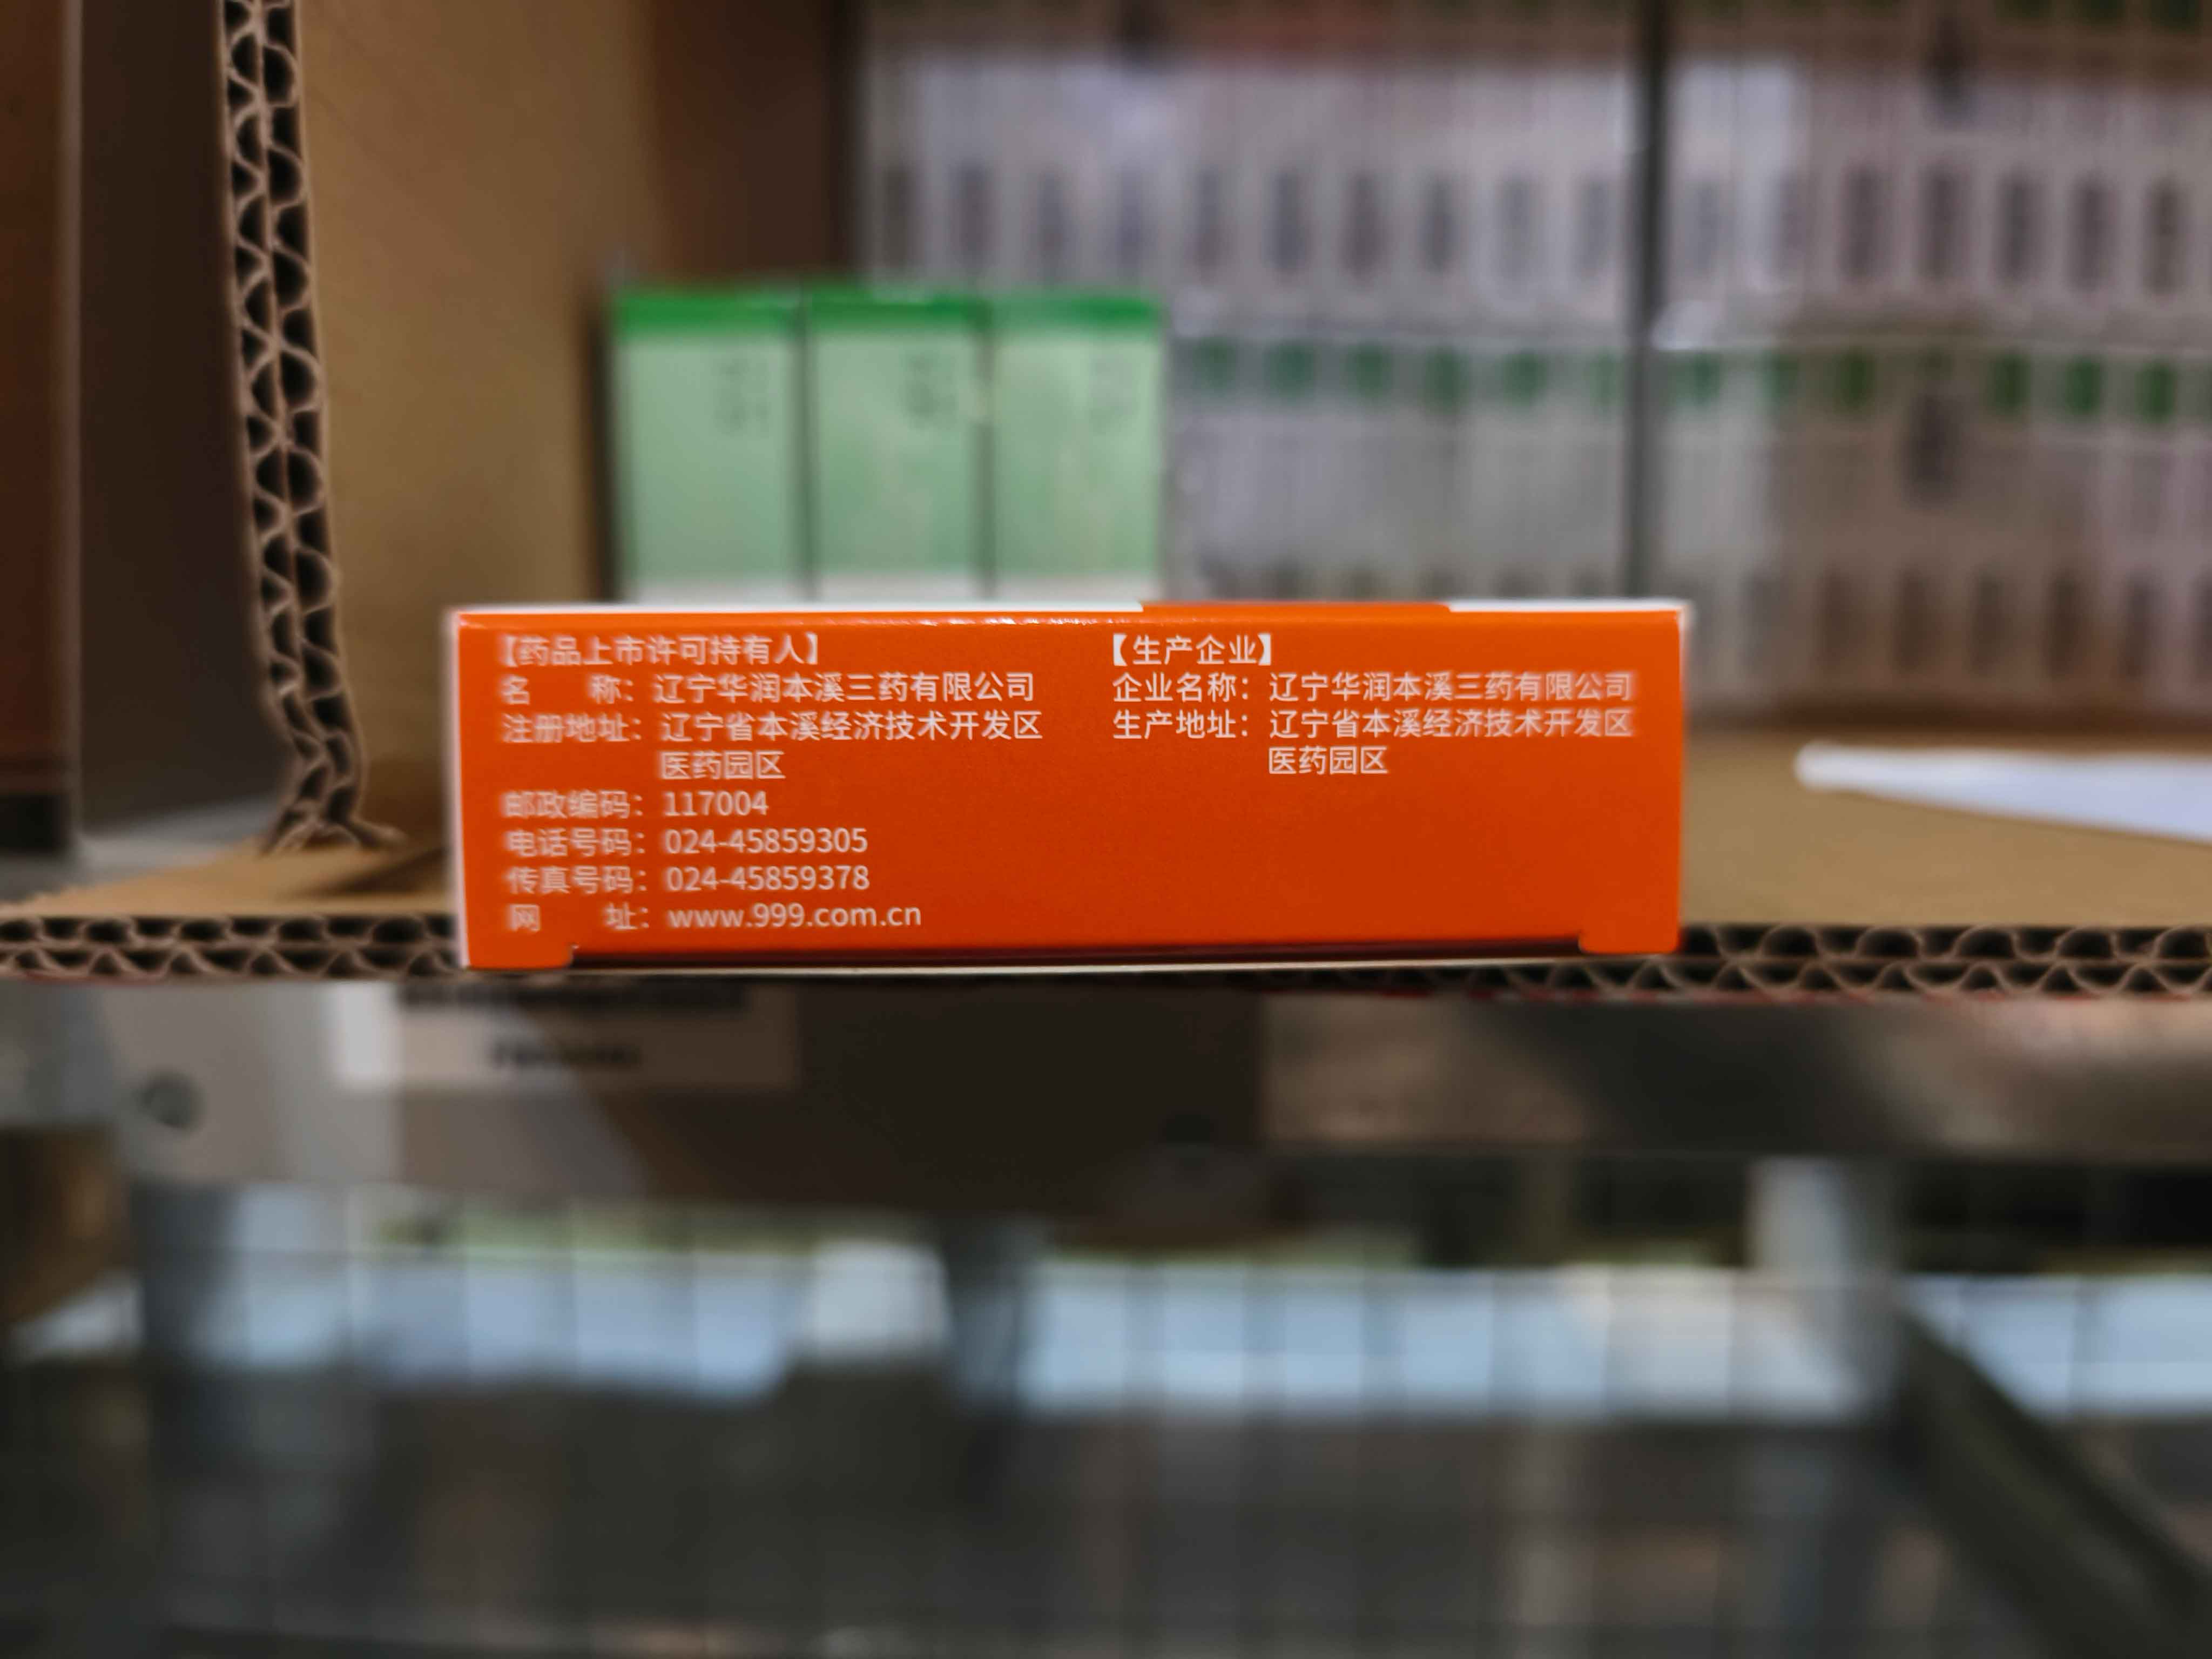 【药品上市许可持有人】
名 称：辽宁华润本溪三药有限公司
注册地址：辽宁省本溪经济技术开发区
医药园区
邮政编码：117004
电话号码：024-45859305
传真号码：024-45859378
网 址：www.999.com.cn
【生产企业】
企业名称：辽宁华润本溪三药有限公司
生产地址：辽宁省本溪经济技术开发区
医药园区